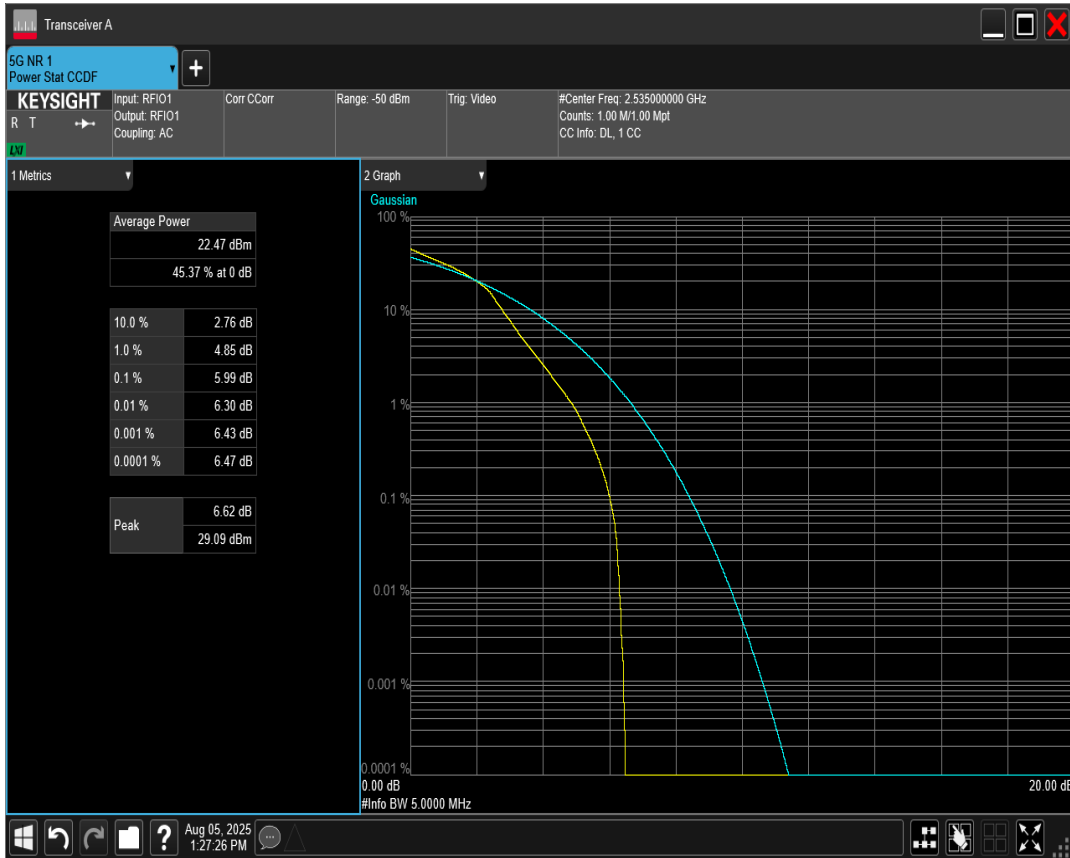 Transceiver A
5G NR 1
Power Stat CCDF
KEYSIGHT
R T
LXI
Input: RFIO1
Output: RFIO1
Coupling: AC
Corr CCorr
Range: -50 dBm
Trig: Video
#Center Freq: 2.535000000 GHz
Counts: 1.00 M/1.00 Mpt
CC Info: DL, 1 CC
1 Metrics
Average Power
22.47 dBm
45.37 % at 0 dB
10.0 % 2.76 dB
1.0 % 4.85 dB
0.1 % 5.99 dB
0.01 % 6.30 dB
0.001 % 6.43 dB
0.0001 % 6.47 dB
Peak 6.62 dB
29.09 dBm
2 Graph
Gaussian
100 %
10 %
1 %
0.1 %
0.01 %
0.001 %
0.0001 %
0.00 dB 20.00 dB
#Info BW 5.0000 MHz
Aug 05, 2025
1:27:26 PM